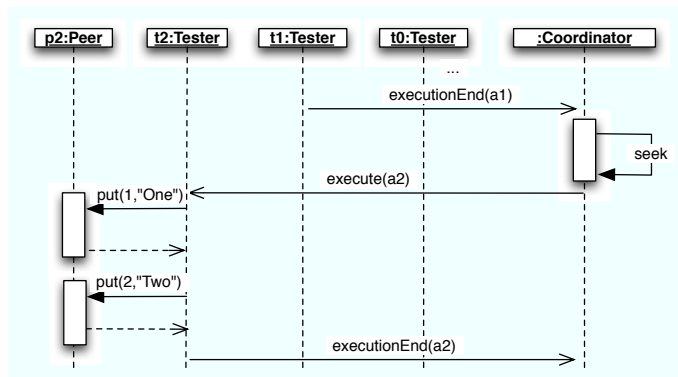 p2:Peer t2:Tester t1:Tester t0:Tester :Coordinator
...
executionEnd(a1)
seek
execute(a2)
put(1,"One")
put(2,"Two")
executionEnd(a2)